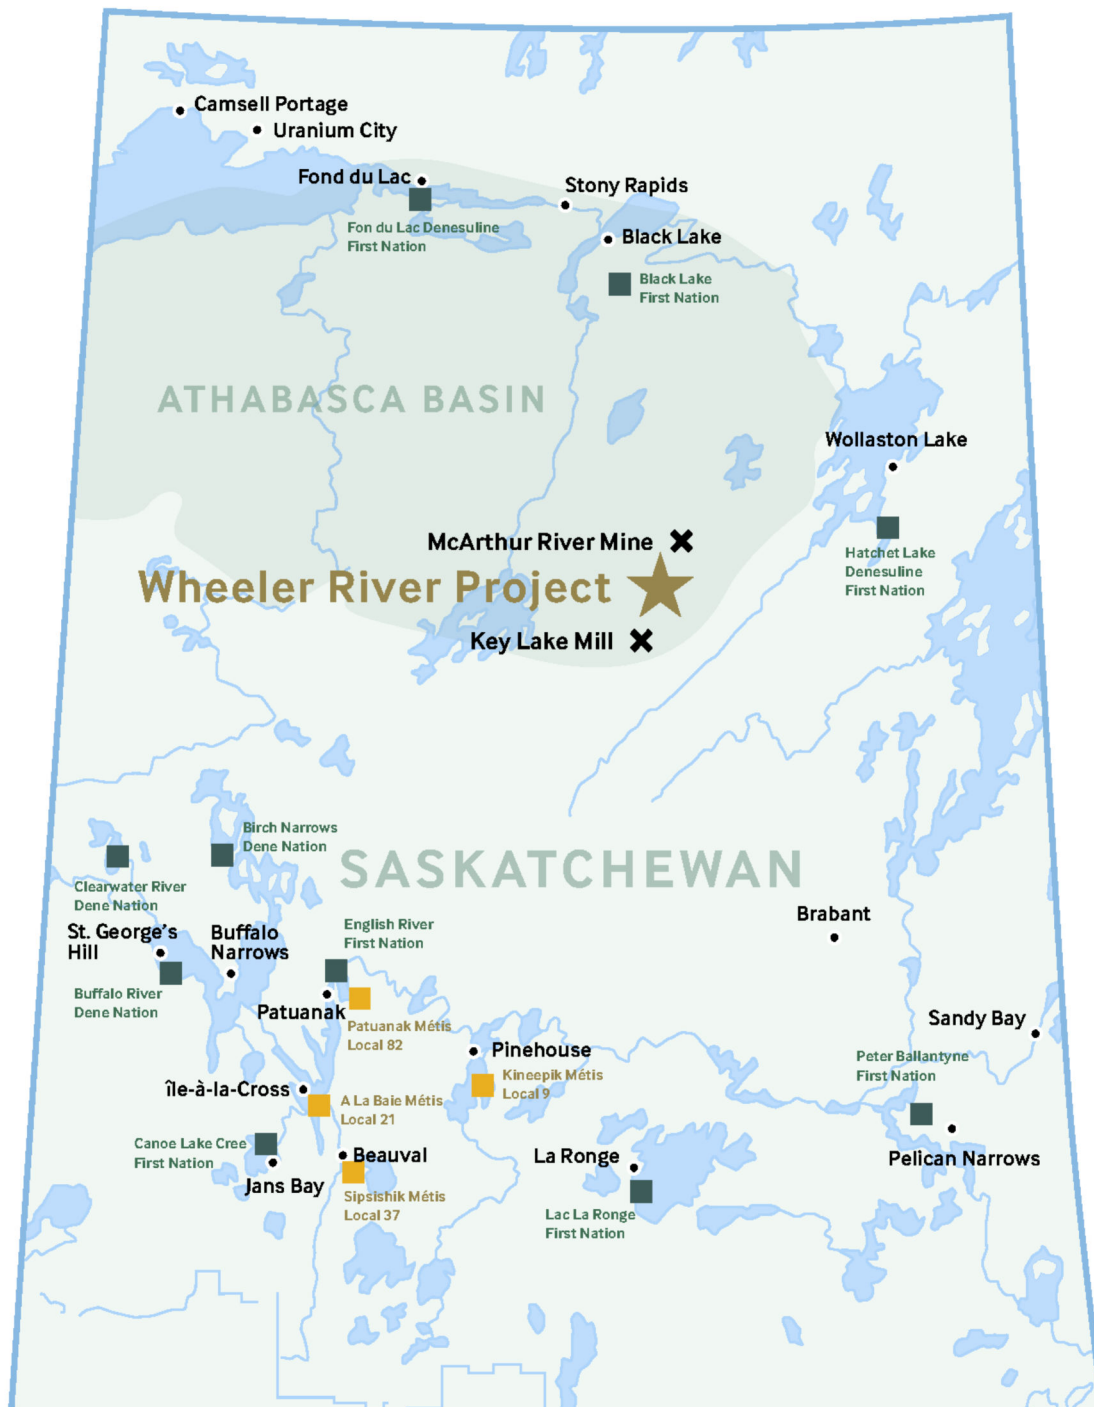 Camsell Portage
Uranium City
Fond du Lac
Fon du Lac Denesuline
First Nation
Stony Rapids
Black Lake
Black Lake
First Nation
ATHABASCA BASIN
Wollaston Lake
Hatchet Lake
Denesuline
First Nation
McArthur River Mine
Wheeler River Project
Key Lake Mill
Birch Narrows
Dene Nation
Clearwater River
Dene Nation
SASKATCHEWAN
St. George's
Hill
Buffalo
Narrows
English River
First Nation
Brabant
Buffalo River
Dene Nation
Patuanak
Patuanak Métis
Local 82
Sandy Bay
Pinehouse
Kineepik Métis
Local 9
Peter Ballantyne
First Nation
île-à-la-Cross
A La Baie Métis
Local 21
Canoe Lake Cree
First Nation
Beauval
La Ronge
Pelican Narrows
Jans Bay
Sipsishik Métis
Local 37
Lac La Ronge
First Nation